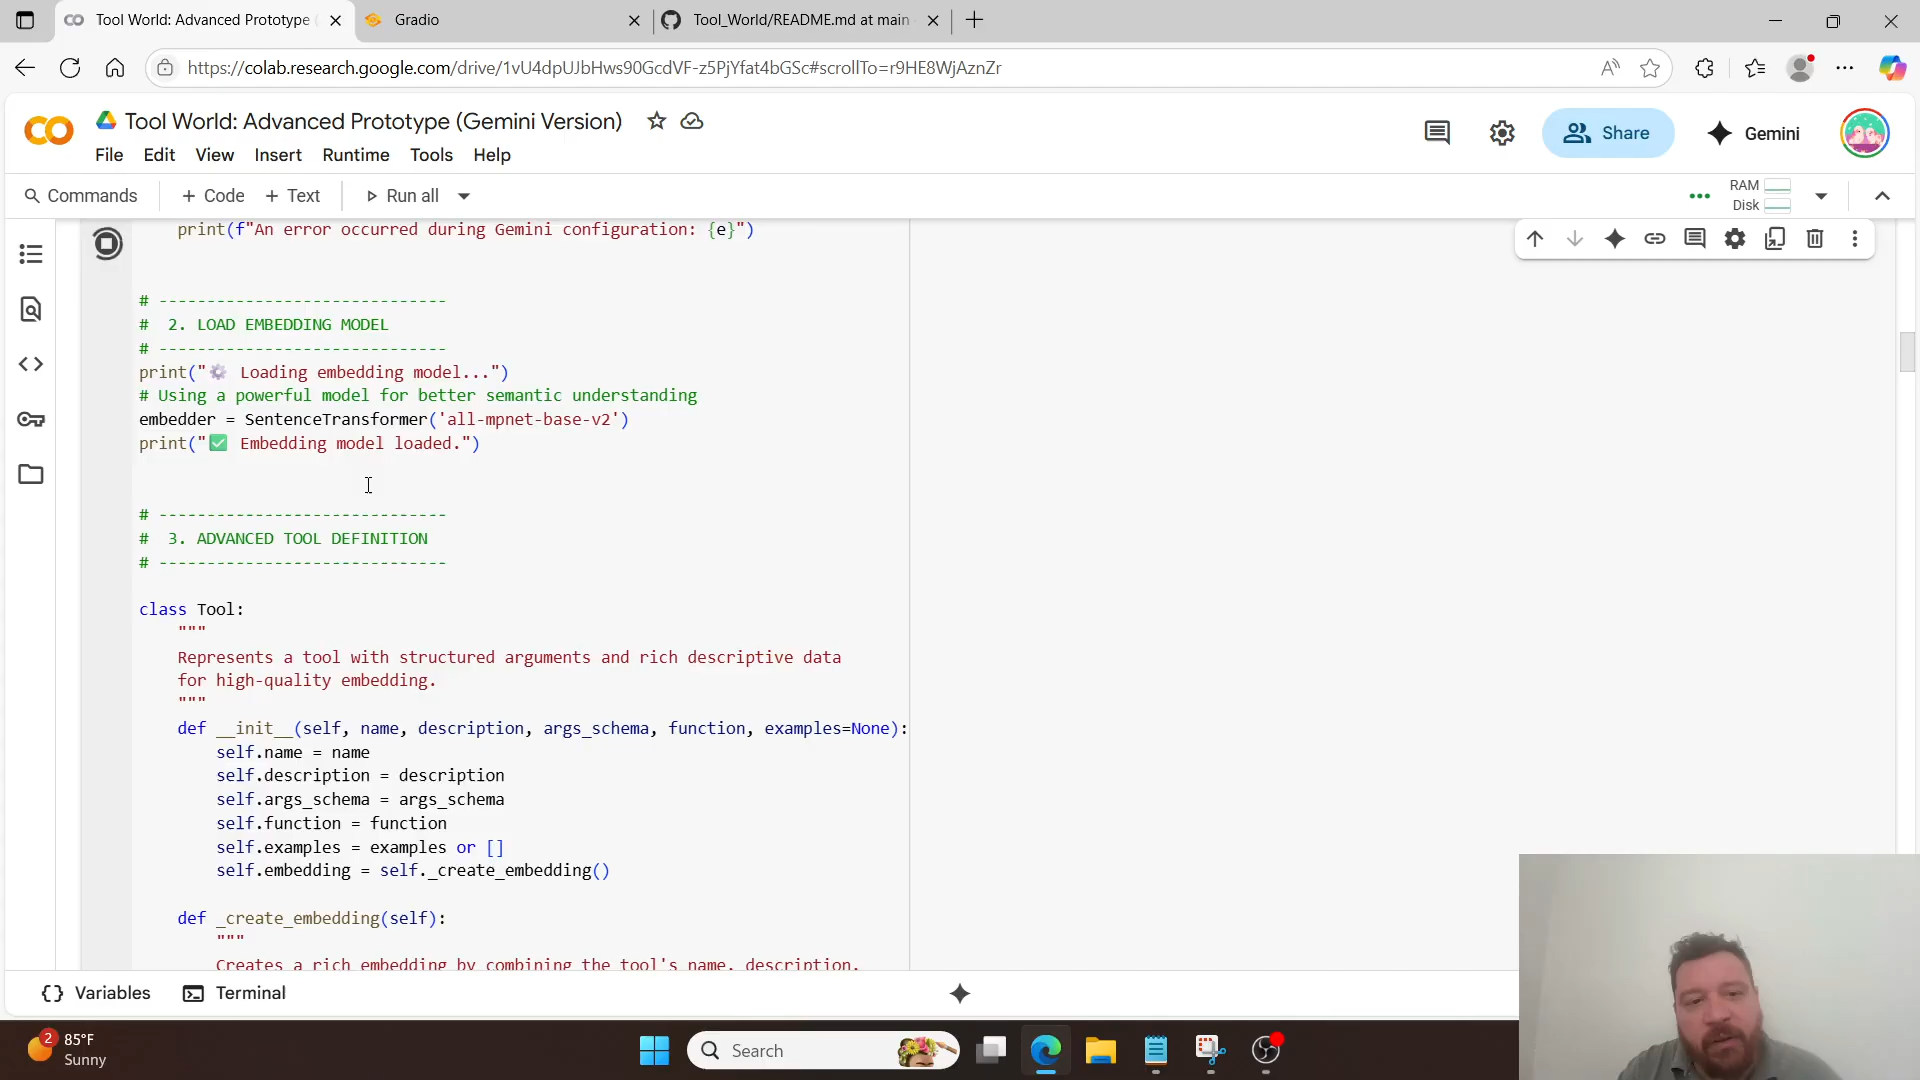 Tool World: Advanced Prototype (
Gradio
Tool_World/README.md at main
https://colab.research.google.com/drive/1vU4dpUJbHws90GcdVF-z5PjYfat4bGSc#scrollTo=r9HE8WjAznZr
Tool World: Advanced Prototype (Gemini Version)
Share
Gemini
File Edit View Insert Runtime Tools Help
Commands + Code + Text Run all
RAM
Disk
print(f"An error occurred during Gemini configuration: {e}")
# ------------------------------
# 2. LOAD EMBEDDING MODEL
# ------------------------------
print("⚙️ Loading embedding model...")
# Using a powerful model for better semantic understanding
embedder = SentenceTransformer('all-mpnet-base-v2')
print("✅ Embedding model loaded.")
# ------------------------------
# 3. ADVANCED TOOL DEFINITION
# ------------------------------
class Tool:
"""
Represents a tool with structured arguments and rich descriptive data
for high-quality embedding.
"""
def __init__(self, name, description, args_schema, function, examples=None):
self.name = name
self.description = description
self.args_schema = args_schema
self.function = function
self.examples = examples or []
self.embedding = self._create_embedding()
def _create_embedding(self):
"""
Creates a rich embedding by combining the tool's name, description,
{} Variables Terminal
2
85°F
Sunny
Search